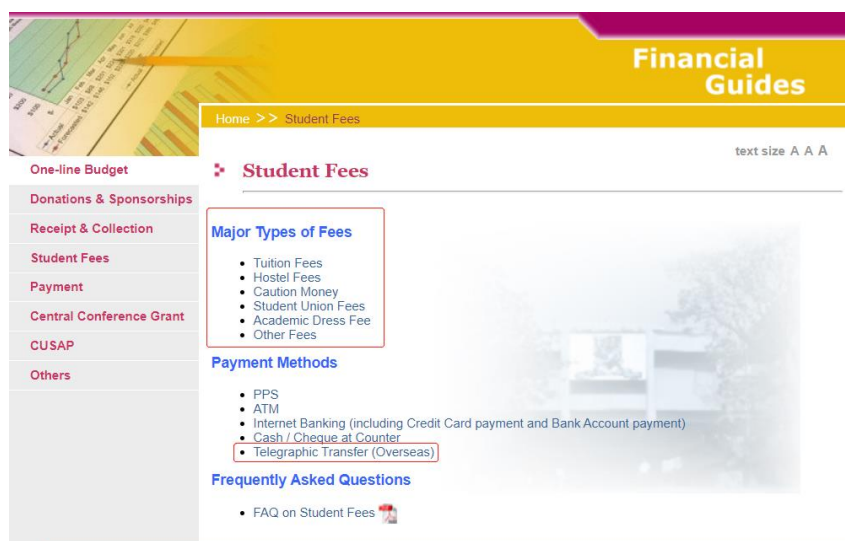 Financial
Guides
Home >> Student Fees
text size A A A
One-line Budget
Donations & Sponsorships
Receipt & Collection
Student Fees
Payment
Central Conference Grant
CUSAP
Others
Student Fees
Major Types of Fees
Tuition Fees
Hostel Fees
Caution Money
Student Union Fees
Academic Dress Fee
Other Fees
Payment Methods
PPS
ATM
Internet Banking (including Credit Card payment and Bank Account payment)
Cash / Cheque at Counter
Telegraphic Transfer (Overseas)
Frequently Asked Questions
FAQ on Student Fees